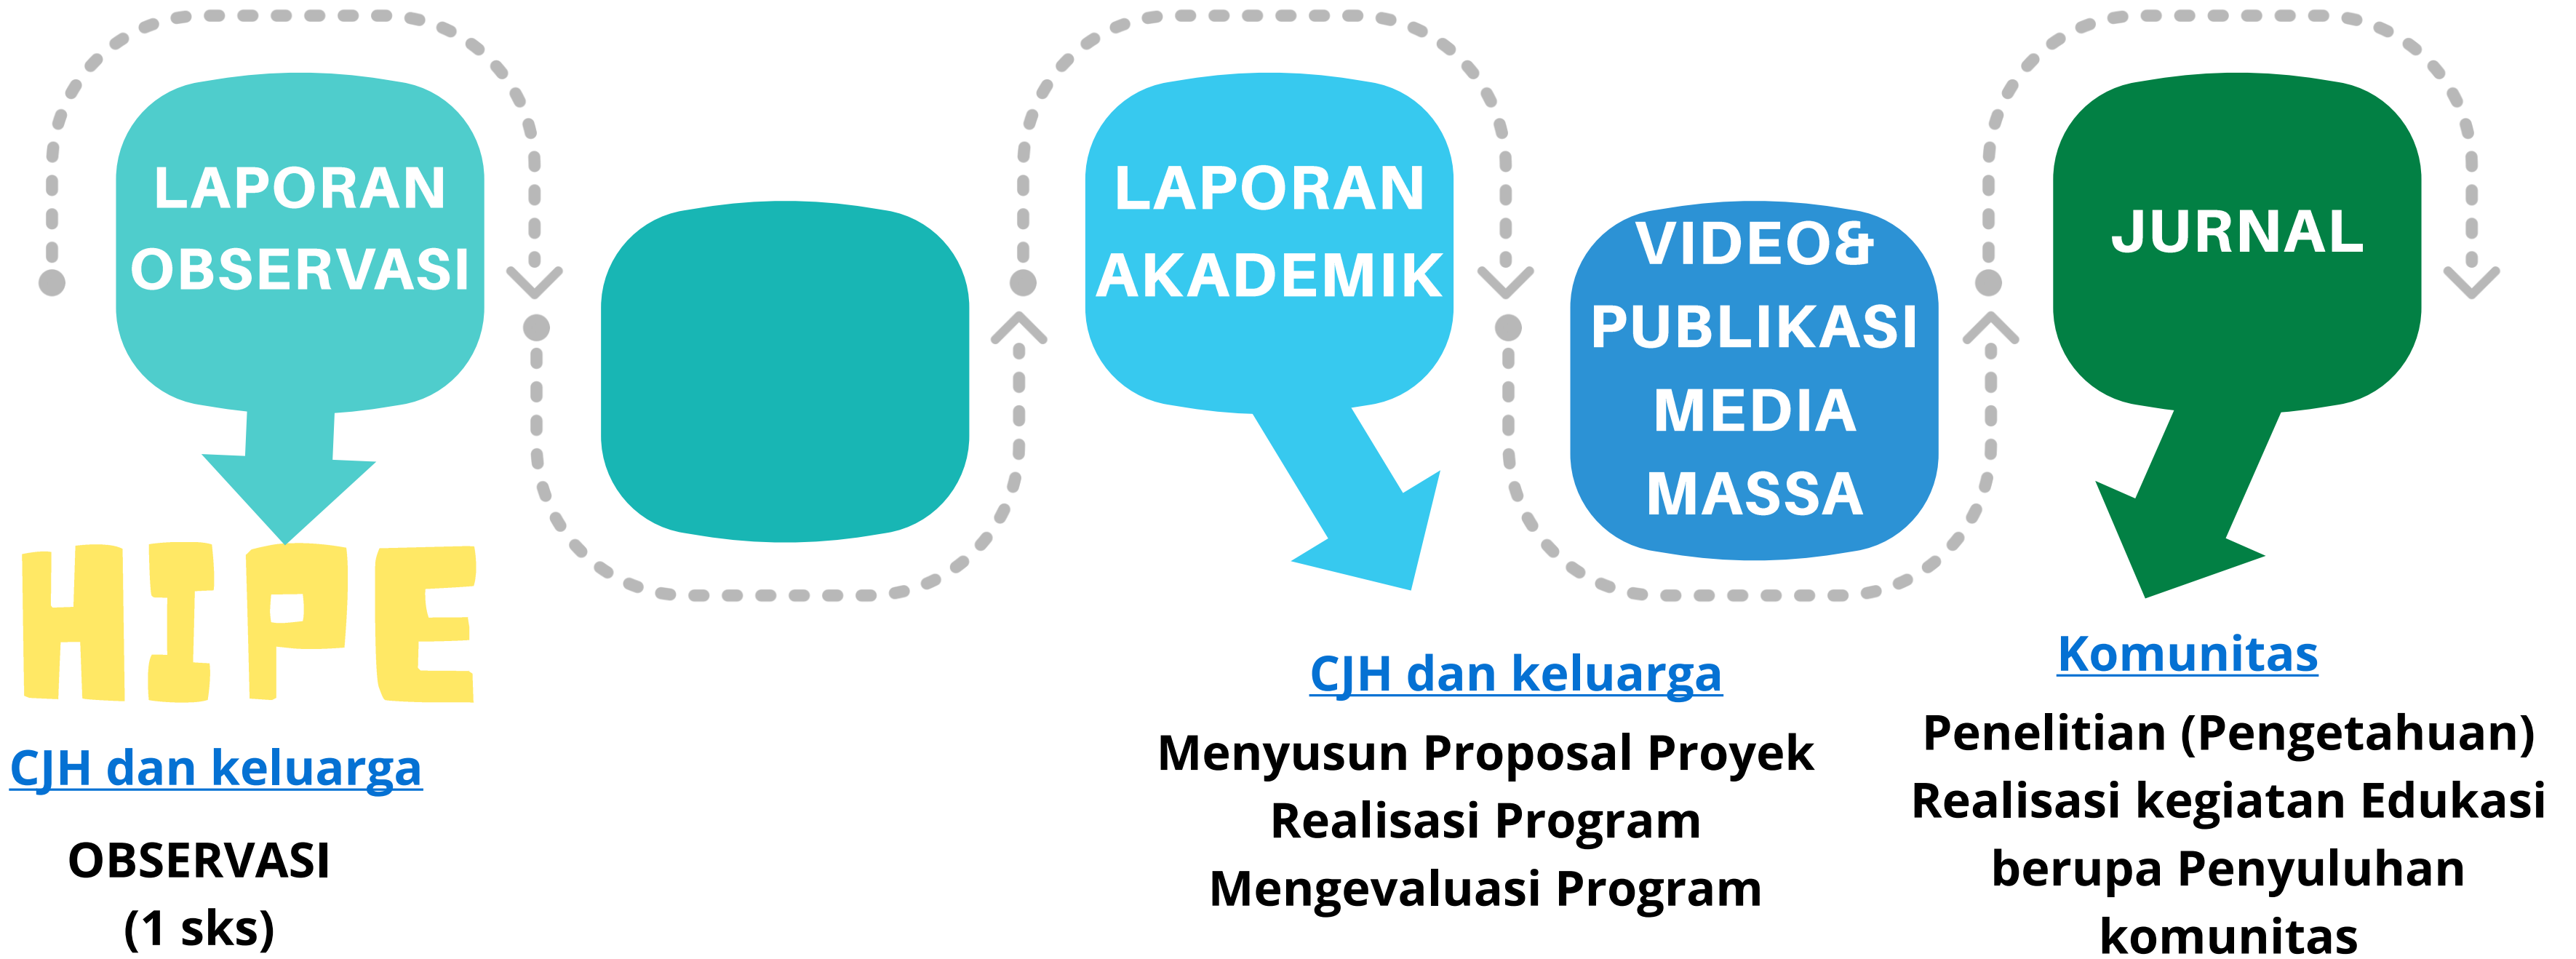 LAPORAN
OBSERVASI
LAPORAN
AKADEMIK
VIDEO&
PUBLIKASI
MEDIA
MASSA
JURNAL
HIPE
CJH dan keluarga
OBSERVASI
(1 sks)
CJH dan keluarga
Menyusun Proposal Proyek
Realisasi Program
Mengevaluasi Program
Komunitas
Penelitian (Pengetahuan)
Realisasi kegiatan Edukasi
berupa Penyuluhan
komunitas